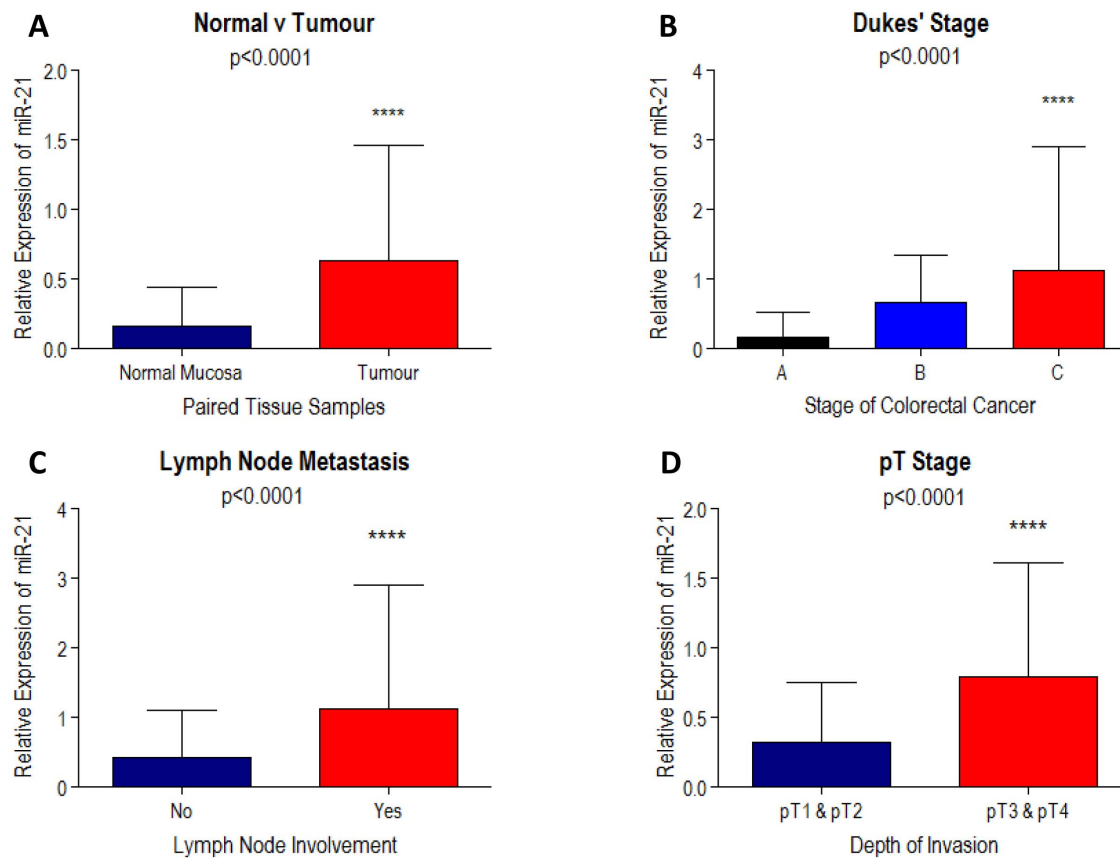 A
Normal v Tumour
p<0.0001
Relative Expression of miR-21
2.0
1.5
1.0
0.5
0.0
****
Normal Mucosa
Tumour
Paired Tissue Samples
B
Dukes' Stage
p<0.0001
Relative Expression of miR-21
4
3
2
1
0
****
A
B
C
Stage of Colorectal Cancer
C
Lymph Node Metastasis
p<0.0001
Relative Expression of miR-21
4
3
2
1
0
****
No
Yes
Lymph Node Involvement
D
pT Stage
p<0.0001
Relative Expression of miR-21
2.0
1.5
1.0
0.5
0.0
****
pT1 & pT2
pT3 & pT4
Depth of Invasion